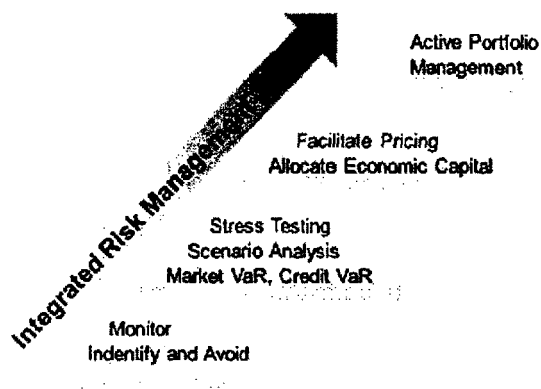 Active Portfolio
Management
Facilitate Pricing
Allocate Economic Capital
Stress Testing
Scenario Analysis
Market VaR, Credit VaR
Monitor
Indentify and Avoid
Integrated Risk Management